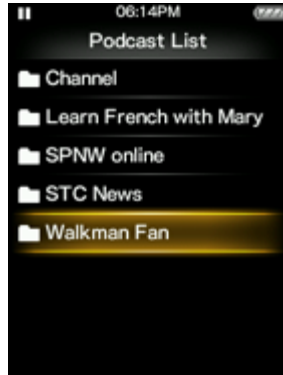 06:14PM
Podcast List
Channel
Learn French with Mary
SPNW online
STC News
Walkman Fan